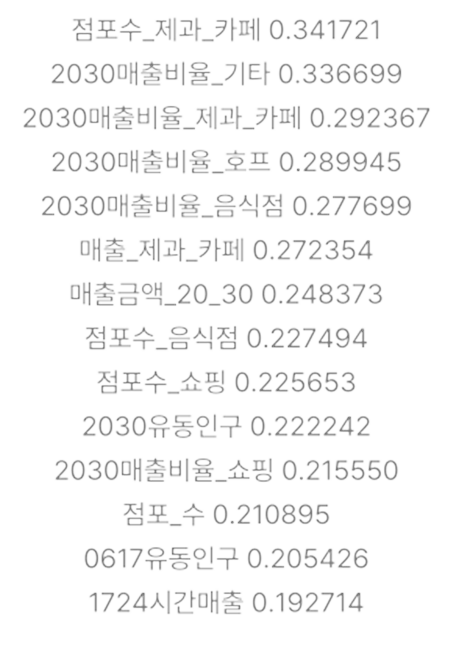 점포수_제과_카페 0.341721
2030매출비율_기타 0.336699
2030매출비율_제과_카페 0.292367
2030매출비율_호프 0.289945
2030매출비율_음식점 0.277699
매출_제과_카페 0.272354
매출금액_20_30 0.248373
점포수_음식점 0.227494
점포수_쇼핑 0.225653
2030유동인구 0.222242
2030매출비율_쇼핑 0.215550
점포_수 0.210895
0617유동인구 0.205426
1724시간매출 0.192714